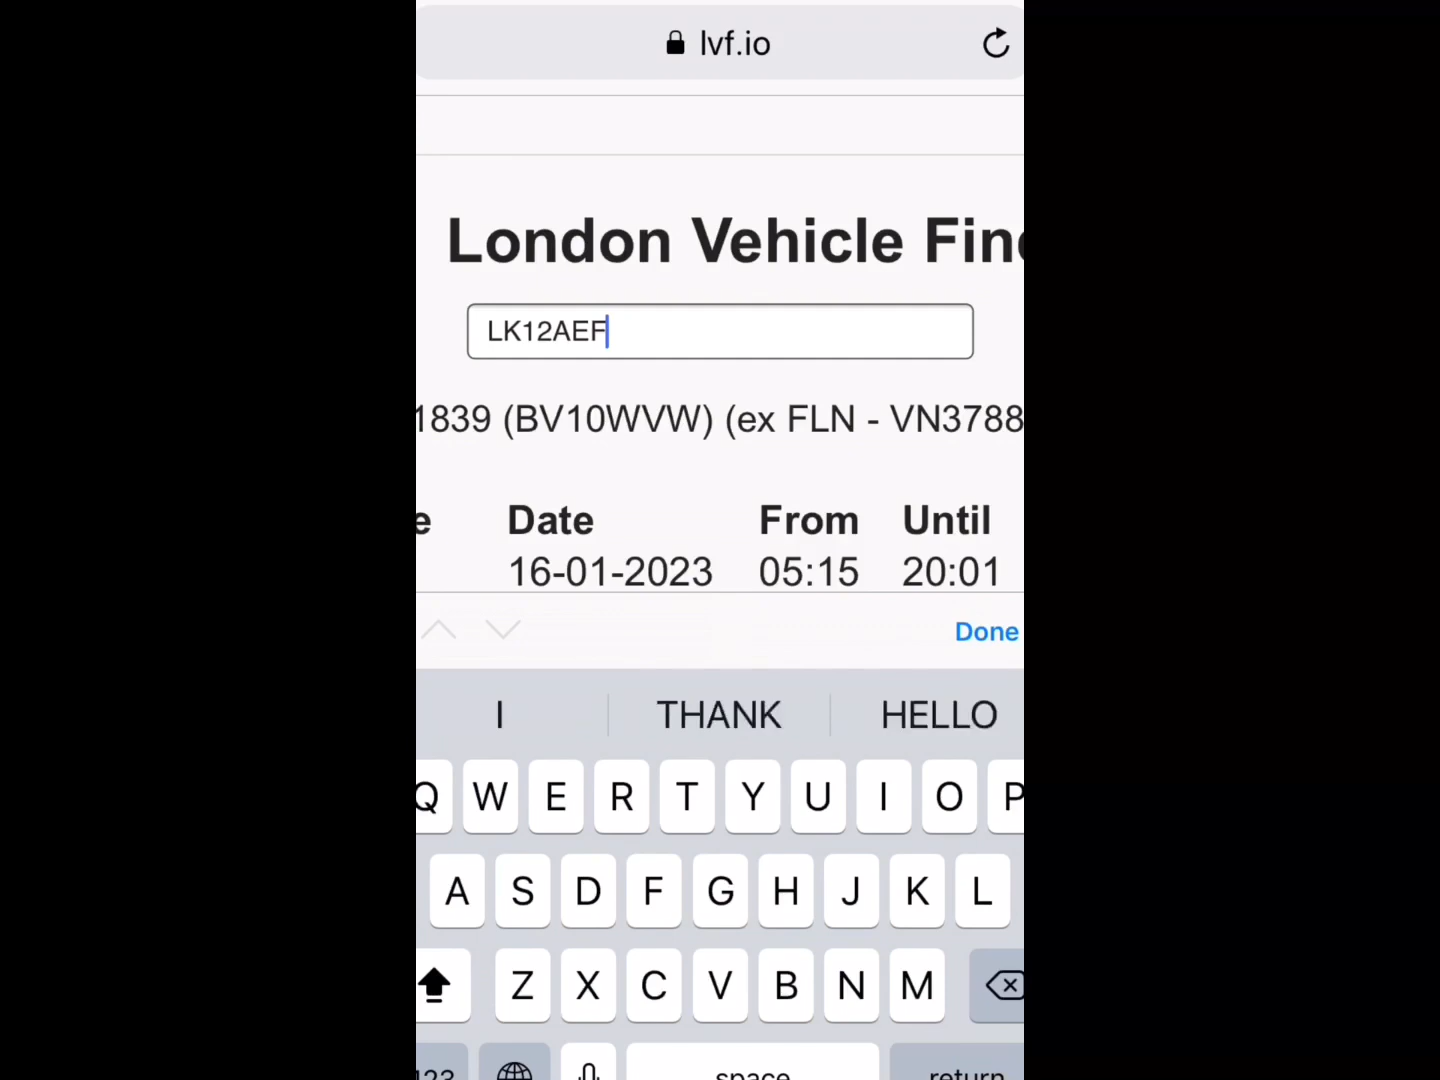 lvf.io
London Vehicle Fin
LK12AEF
1839 (BV10WVW) (ex FLN - VN3788
e Date From Until
16-01-2023 05:15 20:01
Done
I THANK HELLO
Q W E R T Y U I O P
A S D F G H J K L
Z X C V B N M
123 space return